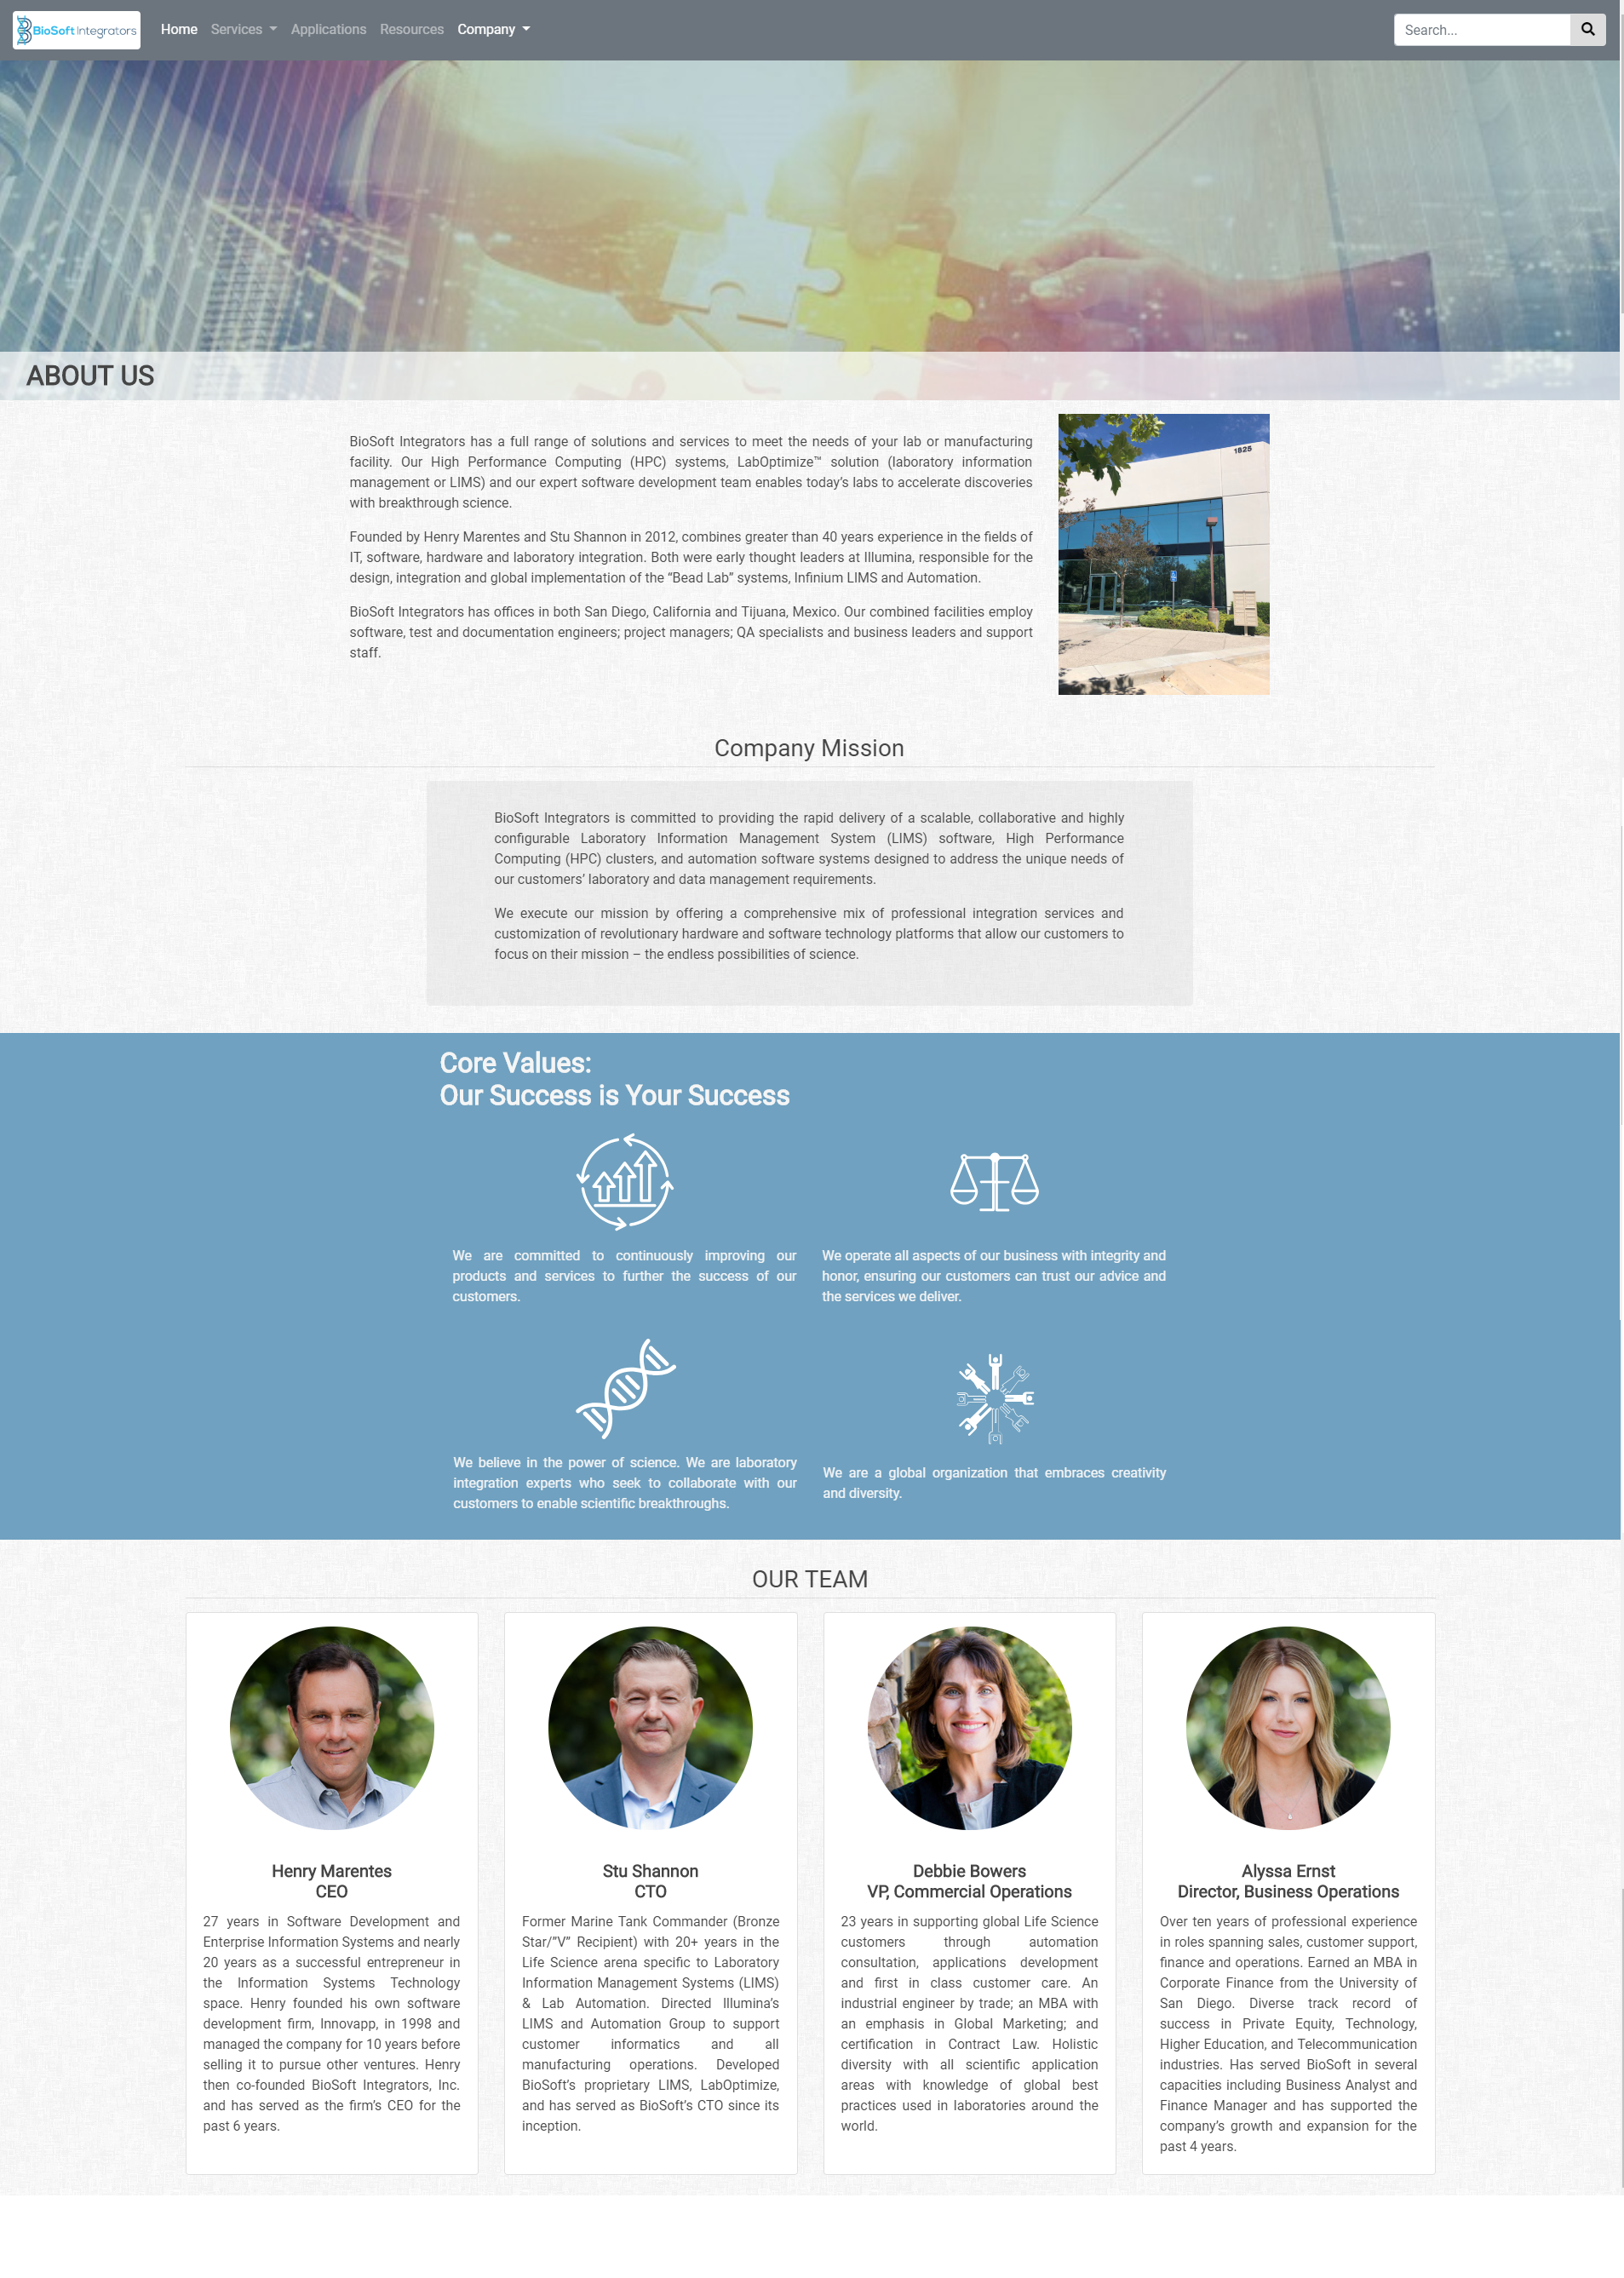 BioSoft Integrators
Home Services Applications Resources Company
Search...
ABOUT US
BioSoft Integrators has a full range of solutions and services to meet the needs of your lab or manufacturing
facility. Our High Performance Computing (HPC) systems, LabOptimize™ solution (laboratory information
management or LIMS) and our expert software development team enables today’s labs to accelerate discoveries
with breakthrough science.
Founded by Henry Marentes and Stu Shannon in 2012, combines greater than 40 years experience in the fields of
IT, software, hardware and laboratory integration. Both were early thought leaders at Illumina, responsible for the
design, integration and global implementation of the “Bead Lab” systems, Infinium LIMS and Automation.
BioSoft Integrators has offices in both San Diego, California and Tijuana, Mexico. Our combined facilities employ
software, test and documentation engineers; project managers; QA specialists and business leaders and support
staff.
1825
Company Mission
BioSoft Integrators is committed to providing the rapid delivery of a scalable, collaborative and highly
configurable Laboratory Information Management System (LIMS) software, High Performance
Computing (HPC) clusters, and automation software systems designed to address the unique needs of
our customers’ laboratory and data management requirements.
We execute our mission by offering a comprehensive mix of professional integration services and
customization of revolutionary hardware and software technology platforms that allow our customers to
focus on their mission – the endless possibilities of science.
Core Values:
Our Success is Your Success
We are committed to continuously improving our
products and services to further the success of our
customers.
We operate all aspects of our business with integrity and
honor, ensuring our customers can trust our advice and
the services we deliver.
We believe in the power of science. We are laboratory
integration experts who seek to collaborate with our
customers to enable scientific breakthroughs.
We are a global organization that embraces creativity
and diversity.
OUR TEAM
Henry Marentes
CEO
27 years in Software Development and
Enterprise Information Systems and nearly
20 years as a successful entrepreneur in
the Information Systems Technology
space. Henry founded his own software
development firm, Innovapp, in 1998 and
managed the company for 10 years before
selling it to pursue other ventures. Henry
then co-founded BioSoft Integrators, Inc.
and has served as the firm’s CEO for the
past 6 years.
Stu Shannon
CTO
Former Marine Tank Commander (Bronze
Star/”V” Recipient) with 20+ years in the
Life Science arena specific to Laboratory
Information Management Systems (LIMS)
& Lab Automation. Directed Illumina’s
LIMS and Automation Group to support
customer informatics and all
manufacturing operations. Developed
BioSoft’s proprietary LIMS, LabOptimize,
and has served as BioSoft’s CTO since its
inception.
Debbie Bowers
VP, Commercial Operations
23 years in supporting global Life Science
customers through automation
consultation, applications development
and first in class customer care. An
industrial engineer by trade; an MBA with
an emphasis in Global Marketing; and
certification in Contract Law. Holistic
diversity with all scientific application
areas with knowledge of global best
practices used in laboratories around the
world.
Alyssa Ernst
Director, Business Operations
Over ten years of professional experience
in roles spanning sales, customer support,
finance and operations. Earned an MBA in
Corporate Finance from the University of
San Diego. Diverse track record of
success in Private Equity, Technology,
Higher Education, and Telecommunication
industries. Has served BioSoft in several
capacities including Business Analyst and
Finance Manager and has supported the
company’s growth and expansion for the
past 4 years.